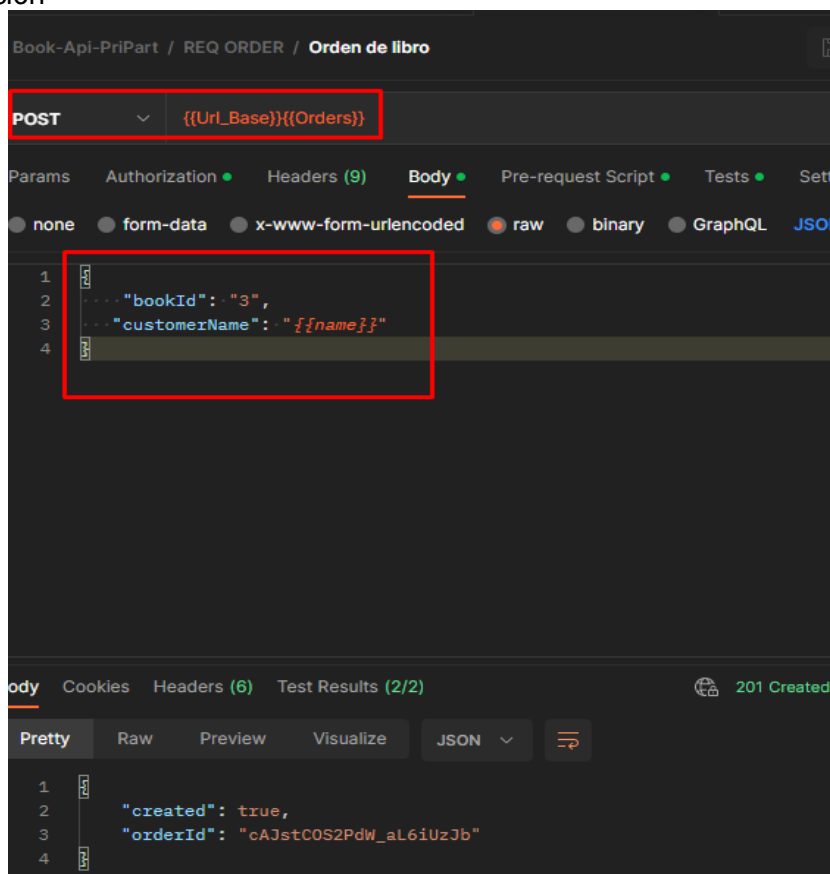 Book-Api-PriPart / REQ ORDER / Orden de libro
POST {{Url_Base}}{{Orders}}
Params Authorization Headers (9) Body Pre-request Script Tests Sett
none form-data x-www-form-urlencoded raw binary GraphQL JSO
1 {
2 "bookId": "3",
3 "customerName": "{{name}}"
4 }
ody Cookies Headers (6) Test Results (2/2) 201 Created
Pretty Raw Preview Visualize JSON
1 {
2 "created": true,
3 "orderId": "cAJstCOS2PdW_aL6iUzJb"
4 }